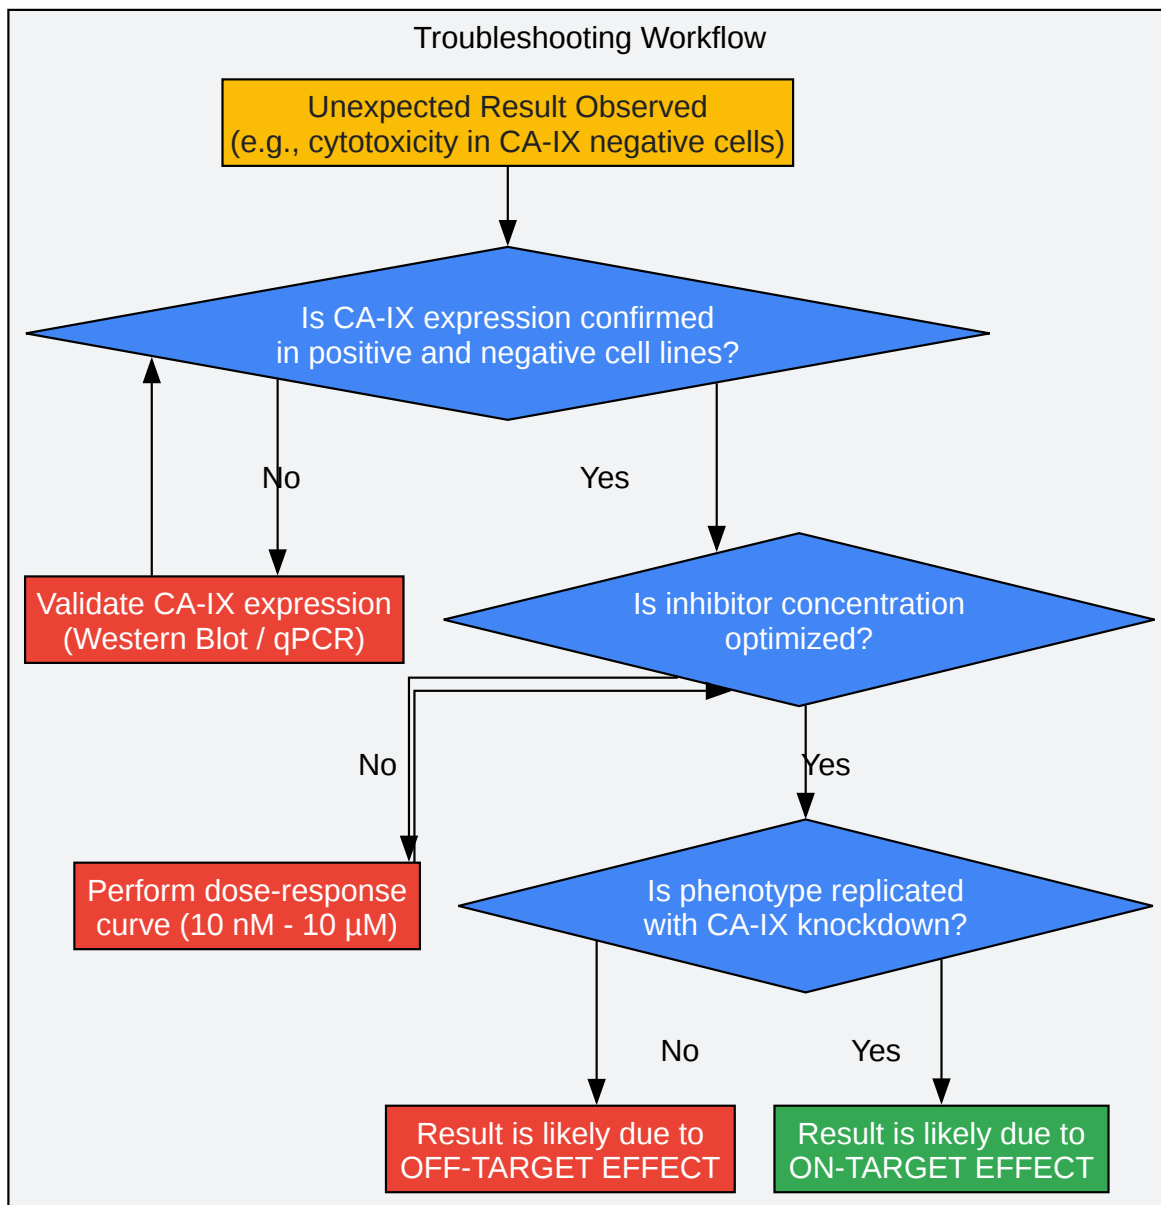 Troubleshooting Workflow
Unexpected Result Observed
(e.g., cytotoxicity in CA-IX negative cells)
Is CA-IX expression confirmed
in positive and negative cell lines?
No
Yes
Validate CA-IX expression
(Western Blot / qPCR)
Is inhibitor concentration
optimized?
No
Yes
Perform dose-response
curve (10 nM - 10 µM)
Is phenotype replicated
with CA-IX knockdown?
No
Yes
Result is likely due to
OFF-TARGET EFFECT
Result is likely due to
ON-TARGET EFFECT